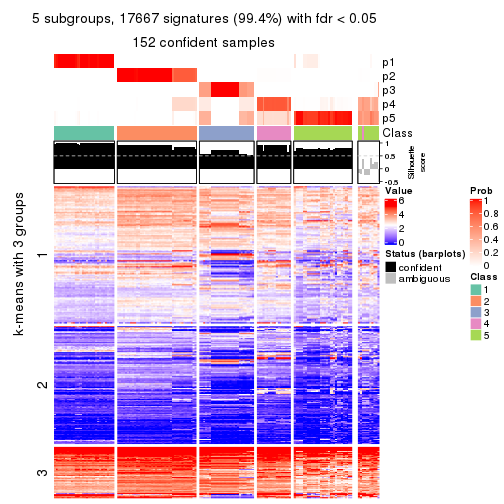 5 subgroups, 17667 signatures (99.4%) with fdr < 0.05
152 confident samples
p1
p2
p3
p4
p5
Class
1
0.5
0
-0.5
Silhouette
score
k-means with 3 groups
1
2
3
Value
6
4
2
0
Status (barplots)
confident
ambiguous
Prob
1
0.8
0.6
0.4
0.2
0
Class
1
2
3
4
5